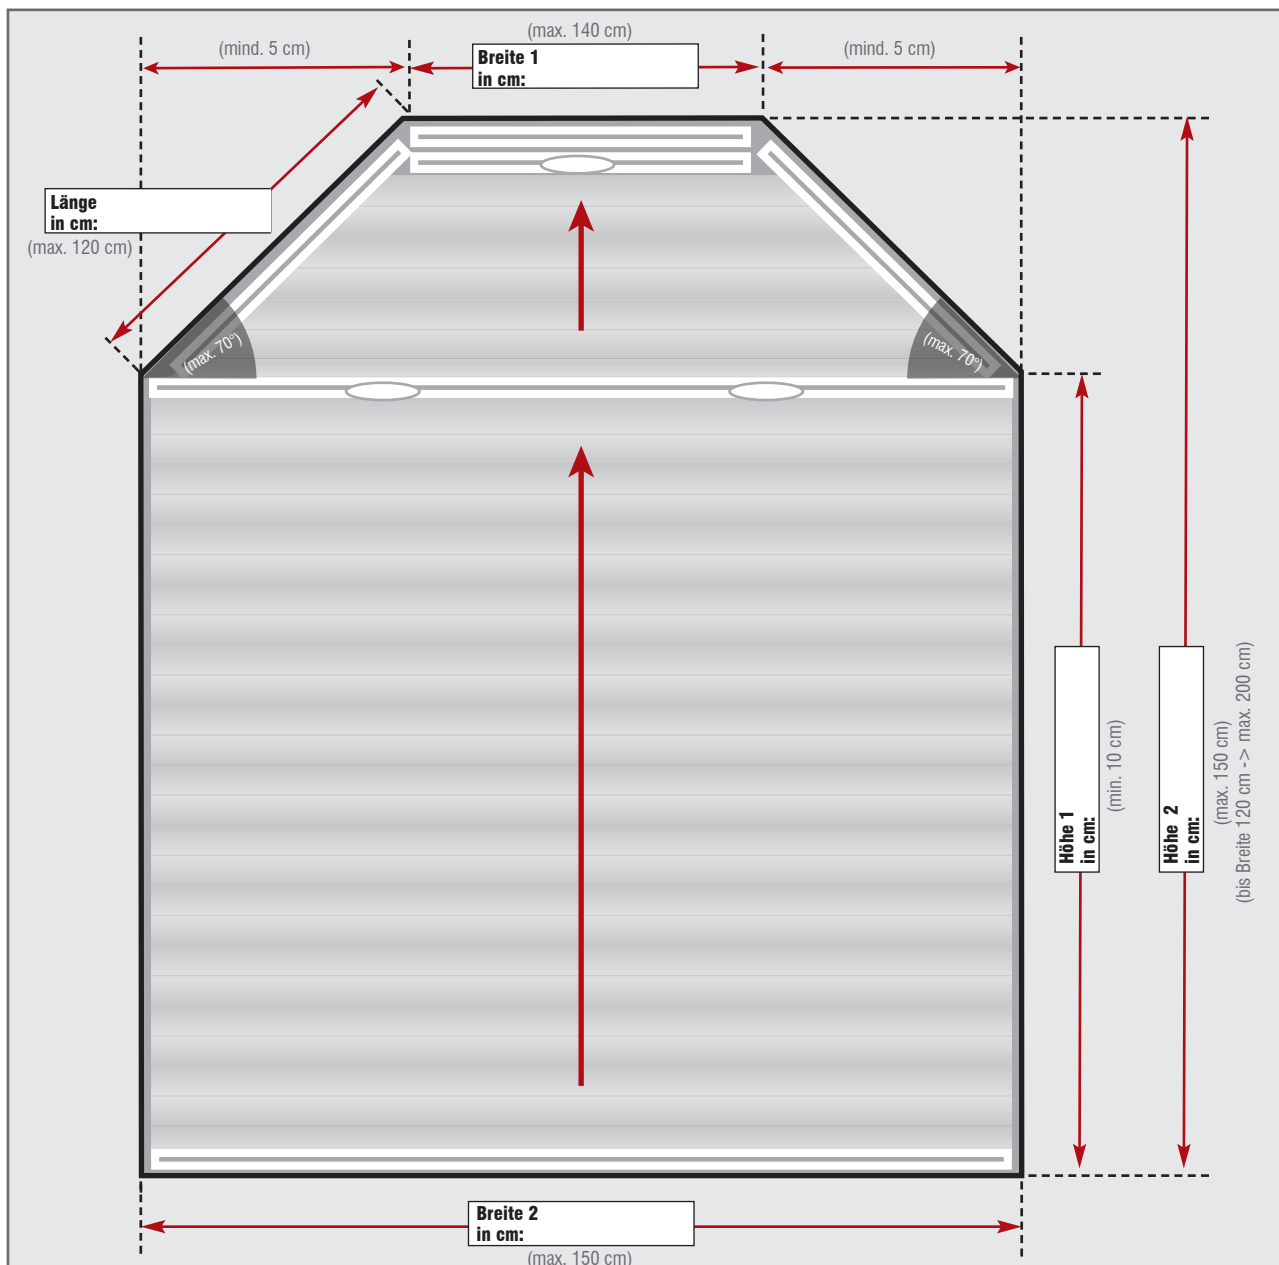 (max. 140 cm)
(mind. 5 cm)
(mind. 5 cm)
Breite 1
in cm:
Länge
in cm:
(max. 120 cm)
(max. 70°)
(max. 70°)
Höhe 1
in cm:
(min. 10 cm)
Höhe 2
in cm:
(max. 150 cm)
(bis Breite 120 cm -> max. 200 cm)
Breite 2
in cm:
(max. 150 cm)